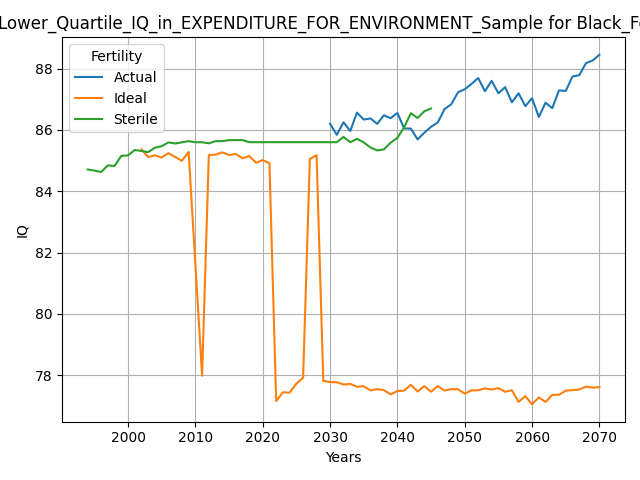 Lower_Quartile_IQ_in_EXPENDITURE_FOR_ENVIRONMENT_Sample for Black_Fe
Fertility
Actual
Ideal
Sterile
88
86
84
82
80
78
IQ
2000 2010 2020 2030 2040 2050 2060 2070
Years